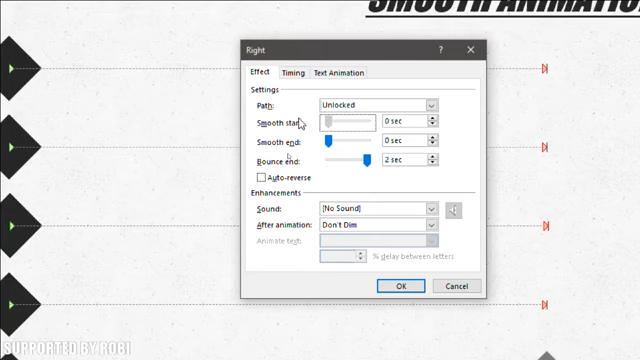 SMOOTH ANIMATION
Right
Effect Timing Text Animation
Settings
Path: Unlocked
Smooth start: 0 sec
Smooth end: 0 sec
Bounce end: 2 sec
Auto-reverse
Enhancements
Sound: [No Sound]
After animation: Don't Dim
Animate text:
% delay between letters
OK Cancel
SUPPORTED BY ROBI